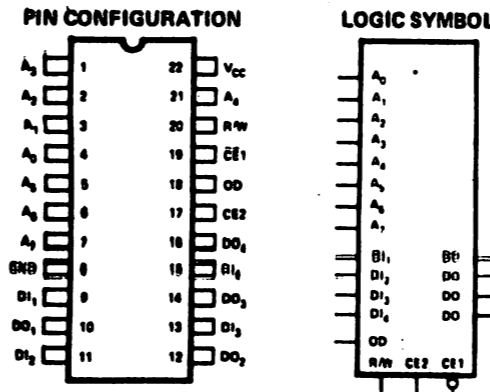 PIN CONFIGURATION
A₃ 1 22 V_CC
A₂ 2 21 A₄
A₁ 3 20 R/W
A₀ 4 19 C̅E̅1
A₅ 5 18 OD
A₆ 6 17 CE2
A₇ 7 16 DO₄
GND 8 15 DI₄
DI₁ 9 14 DO₃
DO₁ 10 13 DI₃
DI₂ 11 12 DO₂
LOGIC SYMBOL
A₀
A₁
A₂
A₃
A₄
A₅
A₆
A₇
DI₁ DO
DI₂ DO
DI₃ DO
DI₄ DO
OD
R/W CE2 CE1